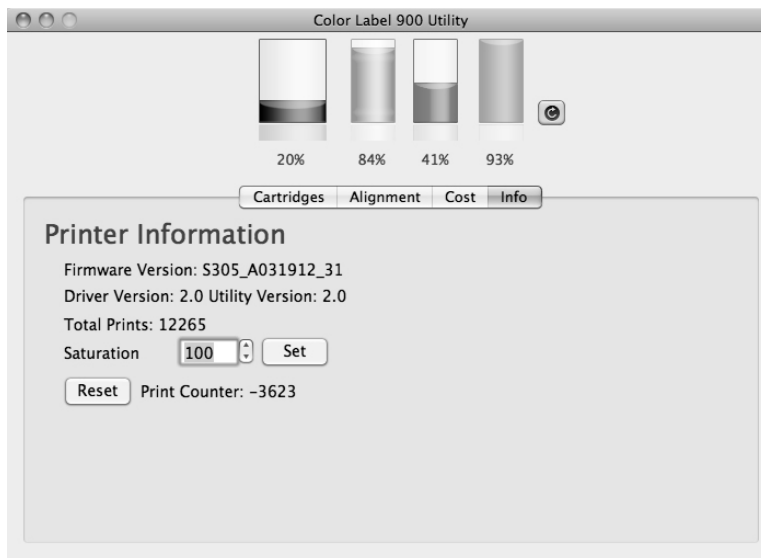 Color Label 900 Utility
20% 84% 41% 93%
Cartridges Alignment Cost Info
Printer Information
Firmware Version: S305_A031912_31
Driver Version: 2.0 Utility Version: 2.0
Total Prints: 12265
Saturation 100 Set
Reset Print Counter: -3623